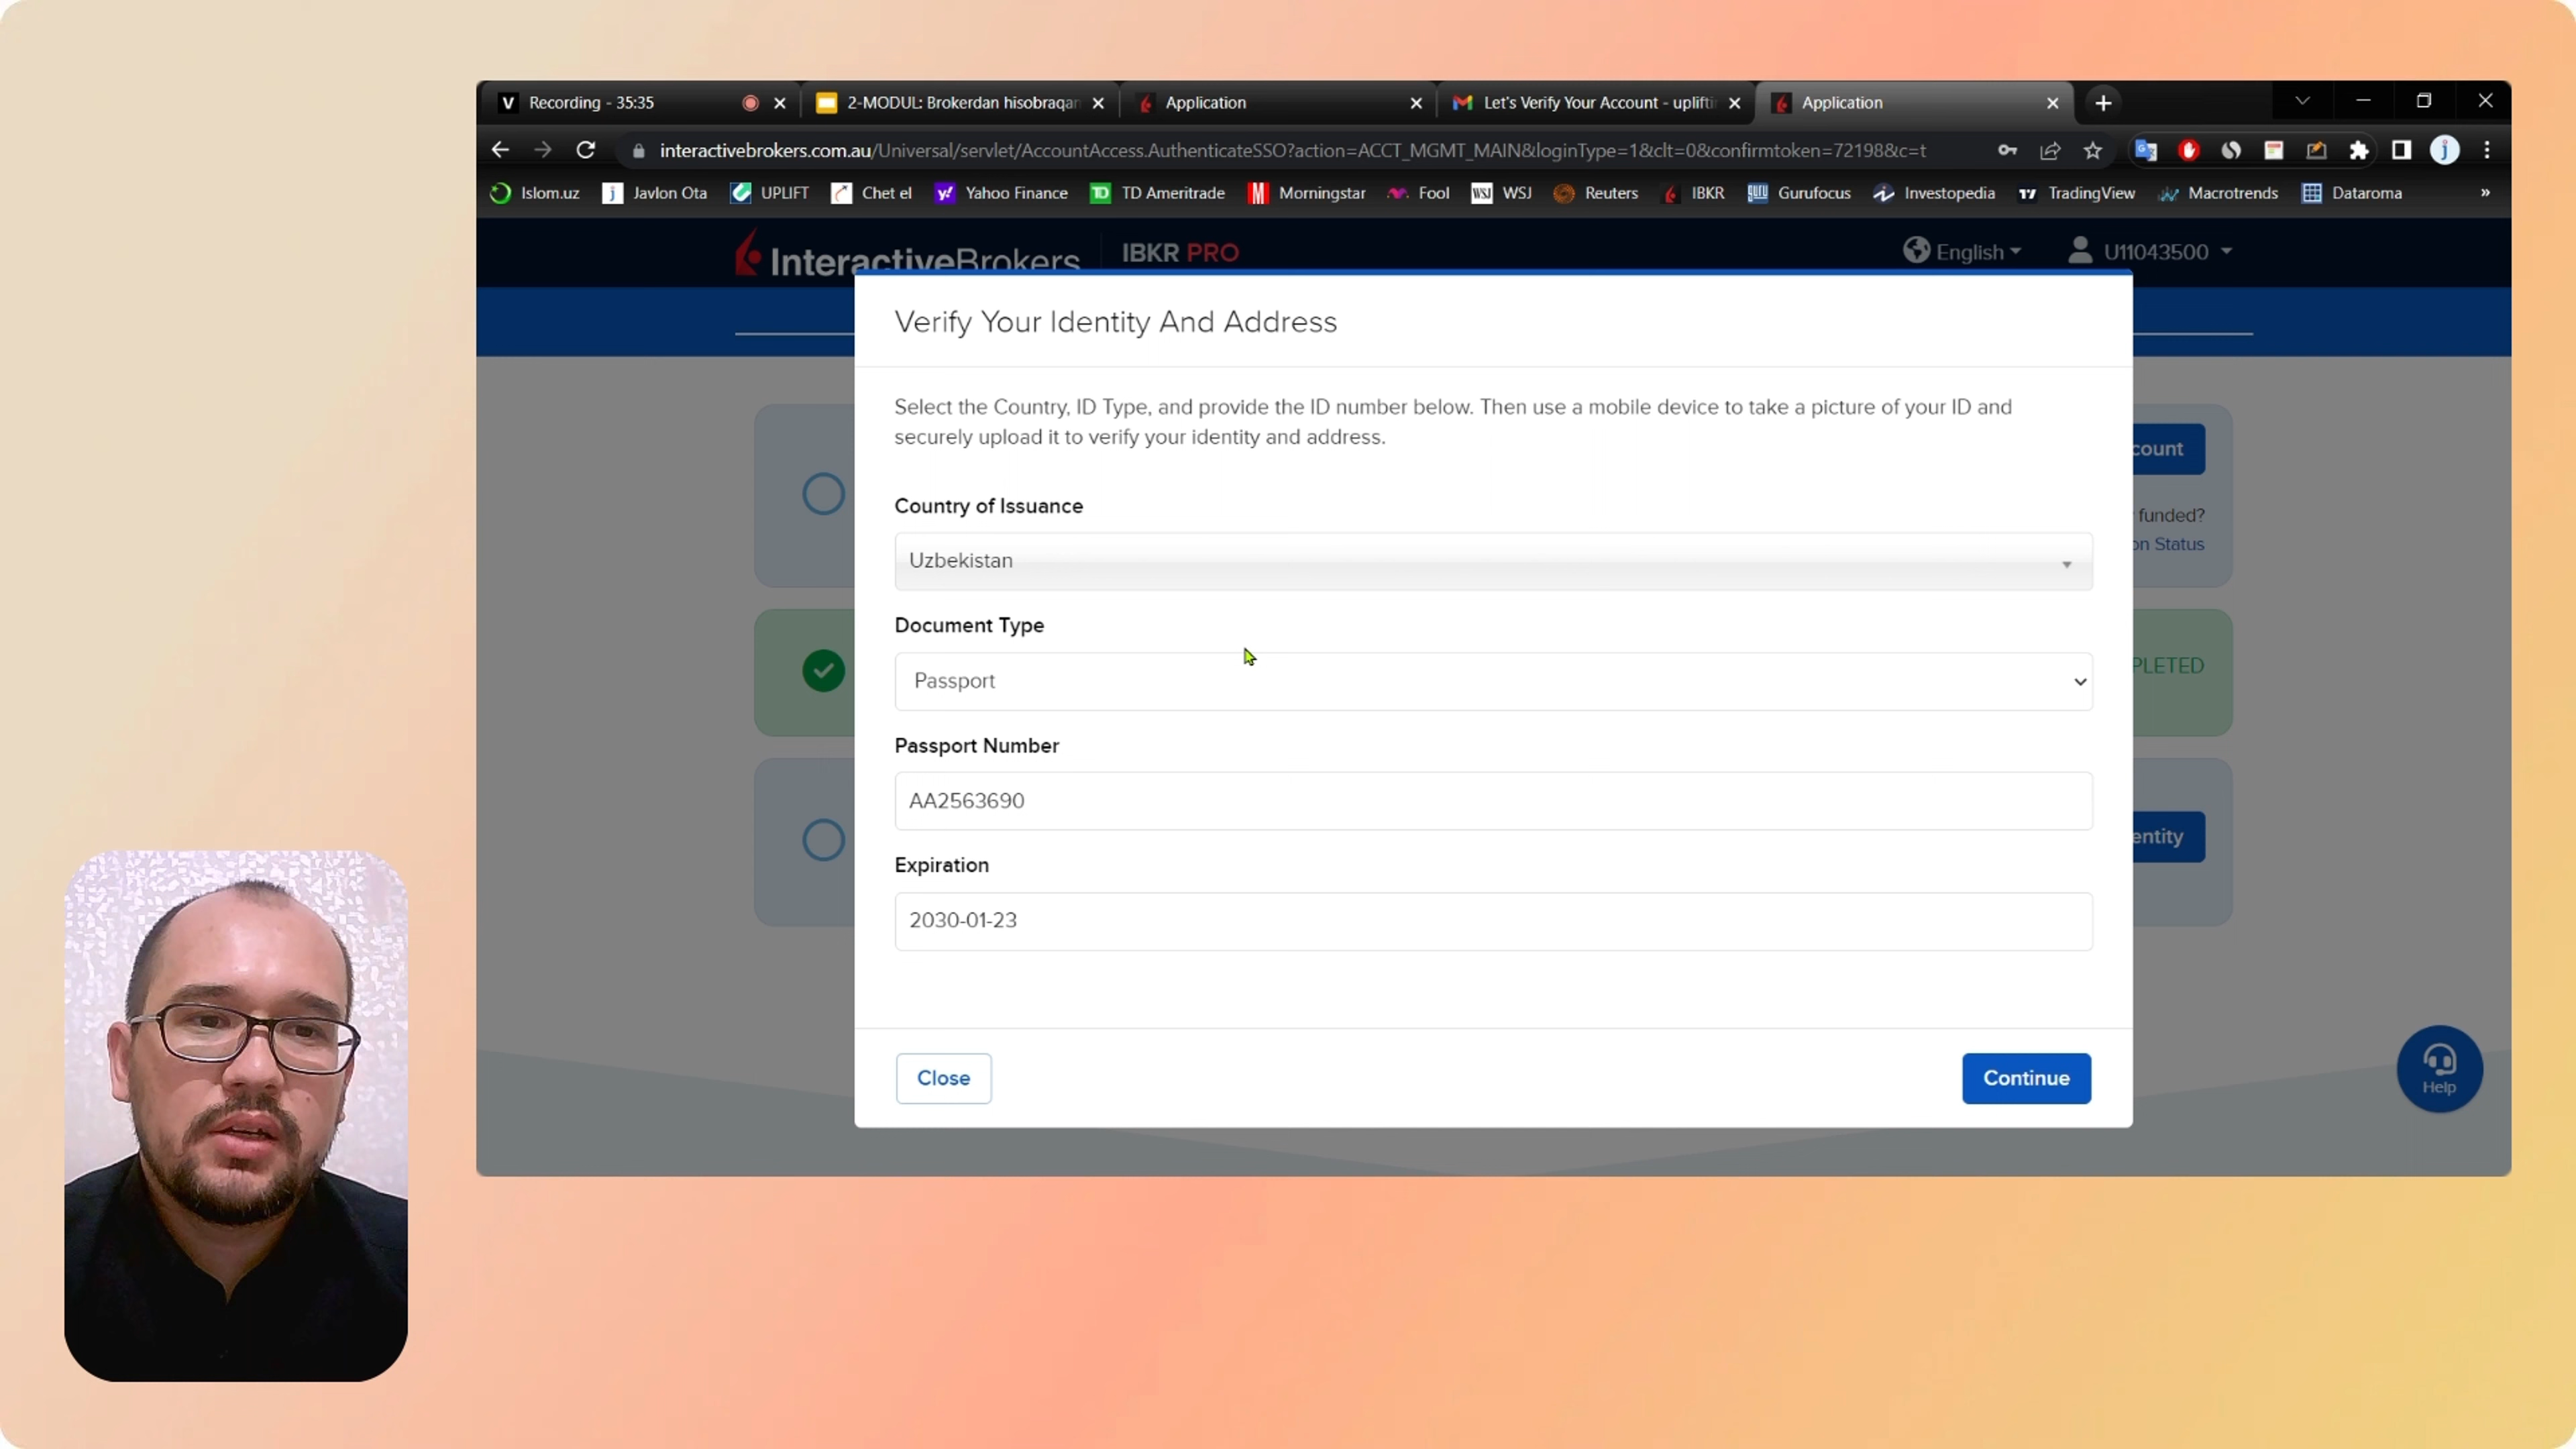 Recording - 35:35
2-MODUL: Brokerdan hisobraqam
Application
Let's Verify Your Account - uplifti
Application
interactivebrokers.com.au/Universal/servlet/AccountAccess.AuthenticateSSO?action=ACCT_MGMT_MAIN&loginType=1&clt=0&confirmtoken=72198&c=t
Islom.uz
Javlon Ota
UPLIFT
Chet el
Yahoo Finance
TD Ameritrade
Morningstar
Fool
WSJ
Reuters
IBKR
Gurufocus
Investopedia
TradingView
Macrotrends
Dataroma
»
InteractiveBrokers
IBKR PRO
English
U11043500
Verify Your Identity And Address
Select the Country, ID Type, and provide the ID number below. Then use a mobile device to take a picture of your ID and
securely upload it to verify your identity and address.
count
funded?
on Status
Country of Issuance
Uzbekistan
Document Type
Passport
PLETED
Passport Number
AA2563690
entity
Expiration
2030-01-23
Close
Continue
Help